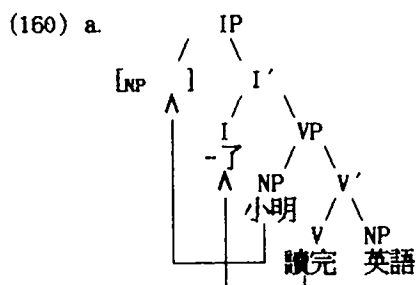 (160) a. IP
[NP ] I′
I VP
-了 NP V′
小明 V NP
讀完 英語